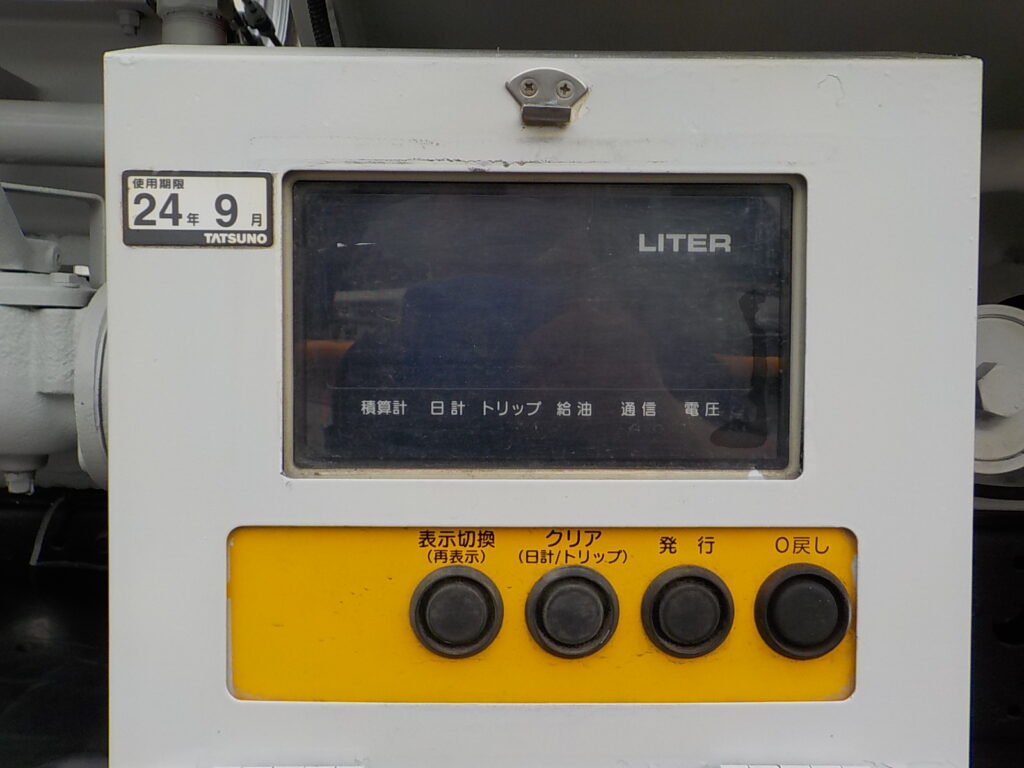 使用期限
24年 9月
TATSUNO
LITER
積算計 日計 トリップ 給油 通信 電圧
表示切換 クリア 発行 0戻し
(再表示) (日計/トリップ)